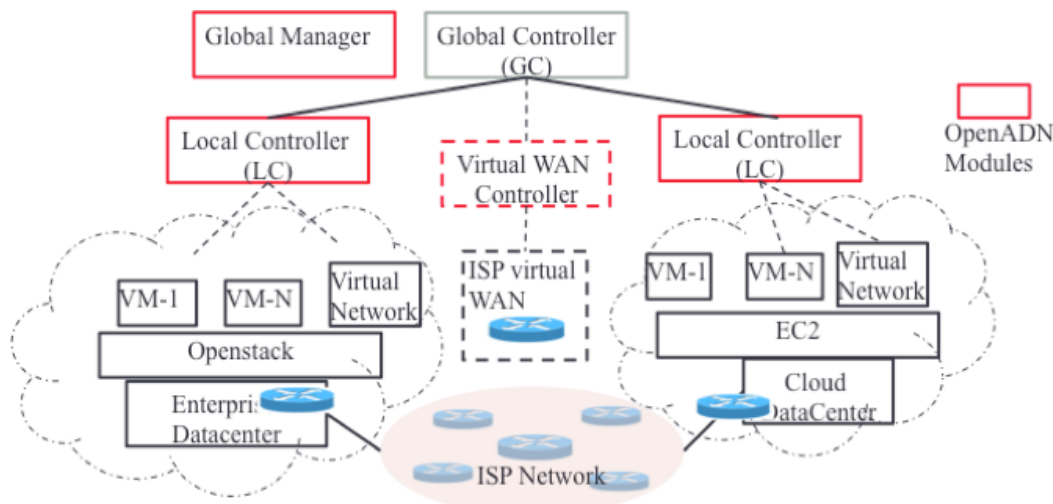 Global Manager
Global Controller
(GC)
Local Controller
(LC)
Virtual WAN
Controller
Local Controller
(LC)
OpenADN
Modules
VM-1
VM-N
Virtual
Network
ISP virtual
WAN
VM-1
VM-N
Virtual
Network
Openstack
EC2
Enterpris
Datacenter
Cloud
DataCenter
ISP Network